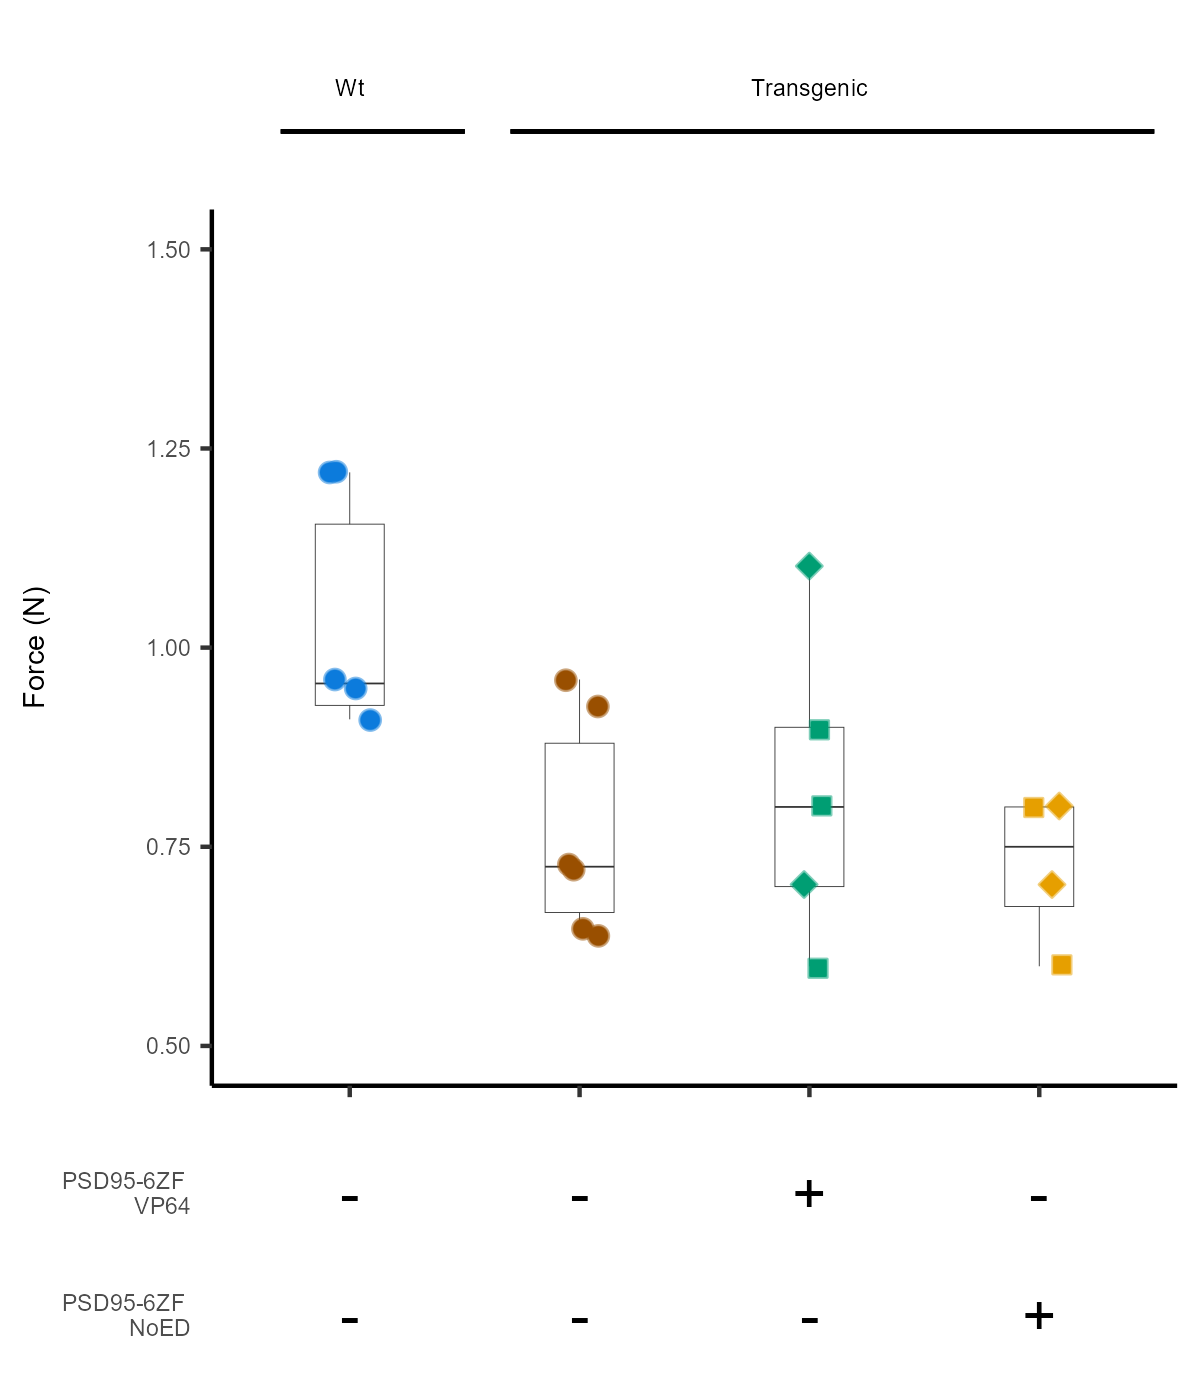 Wt Transgenic
1.50
1.25
1.00
0.75
0.50
Force (N)
PSD95-6ZF
VP64 - - + -
PSD95-6ZF
NoED - - - +